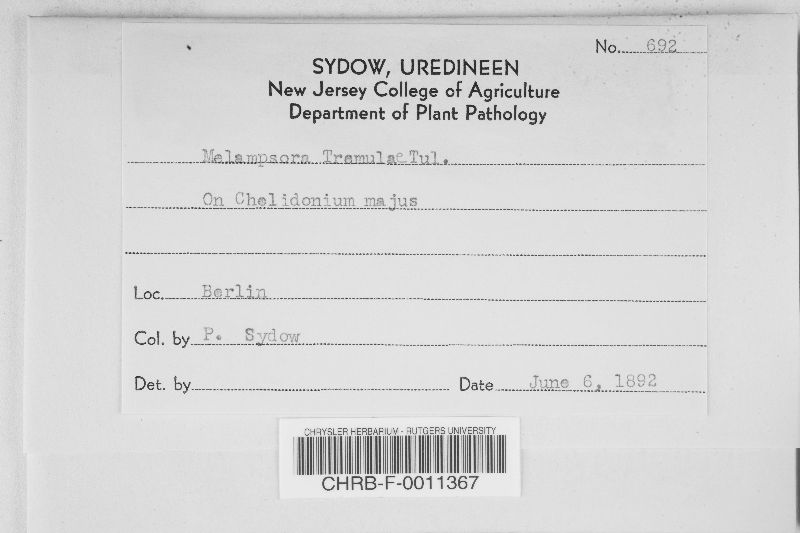 No. 692
SYDOW, UREDINEEN
New Jersey College of Agriculture
Department of Plant Pathology
Melampsora Tremulae Tul.
On Chelidonium majus
Loc. Berlin
Col. by P. Sydow
Det. by Date June 6, 1892
CHRYSLER HERBARIUM - RUTGERS UNIVERSITY
CHRB-F-0011367